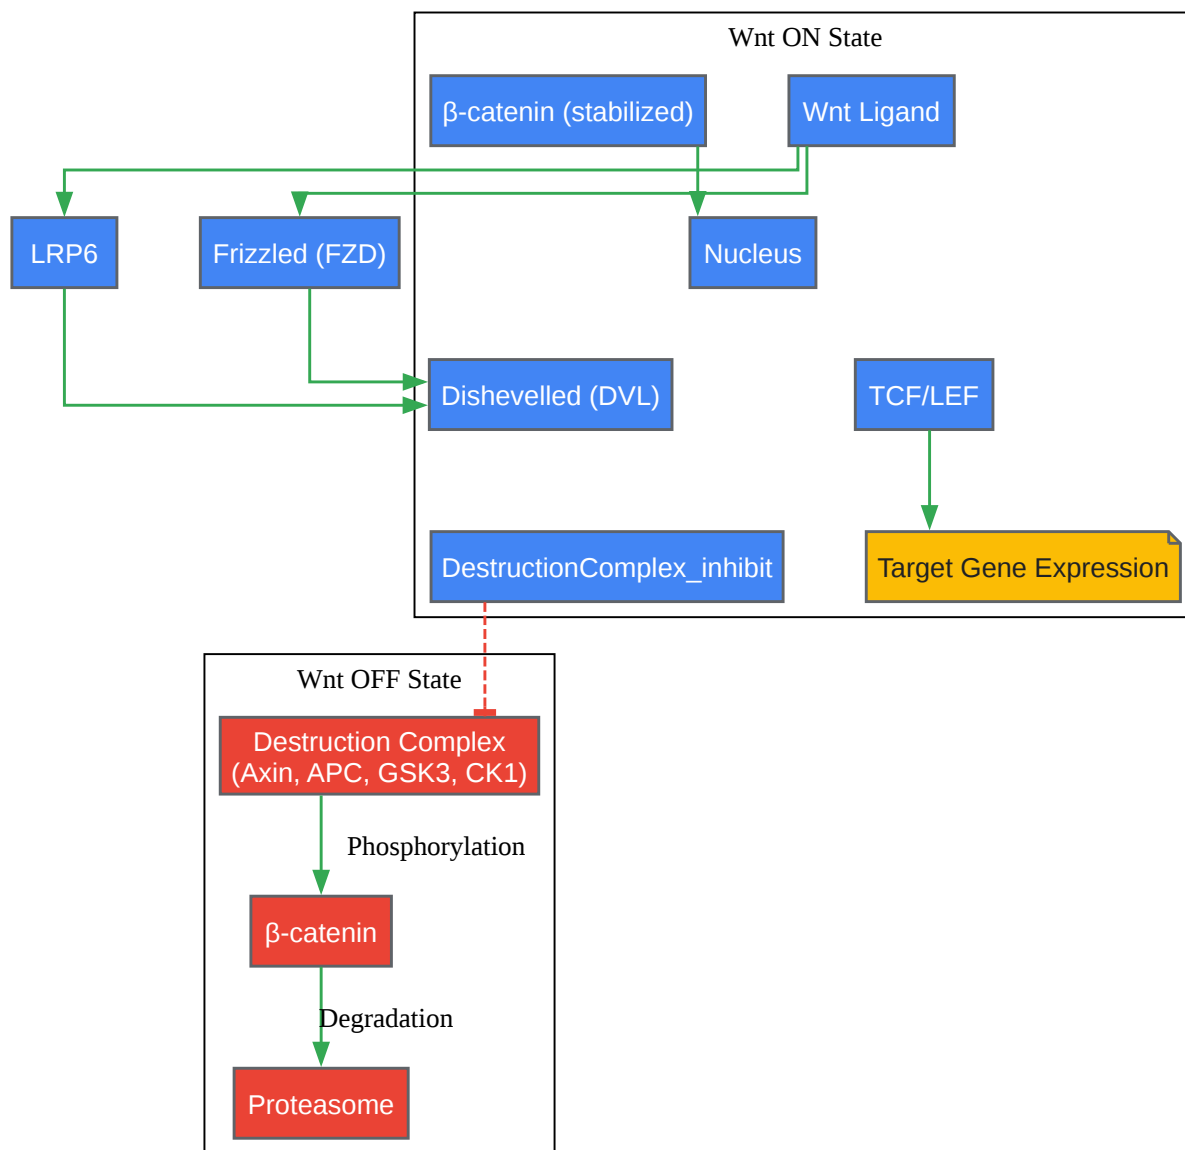 Wnt ON State
β-catenin (stabilized)
Wnt Ligand
LRP6
Frizzled (FZD)
Nucleus
Dishevelled (DVL)
TCF/LEF
DestructionComplex_inhibit
Target Gene Expression
Wnt OFF State
Destruction Complex
(Axin, APC, GSK3, CK1)
Phosphorylation
β-catenin
Degradation
Proteasome